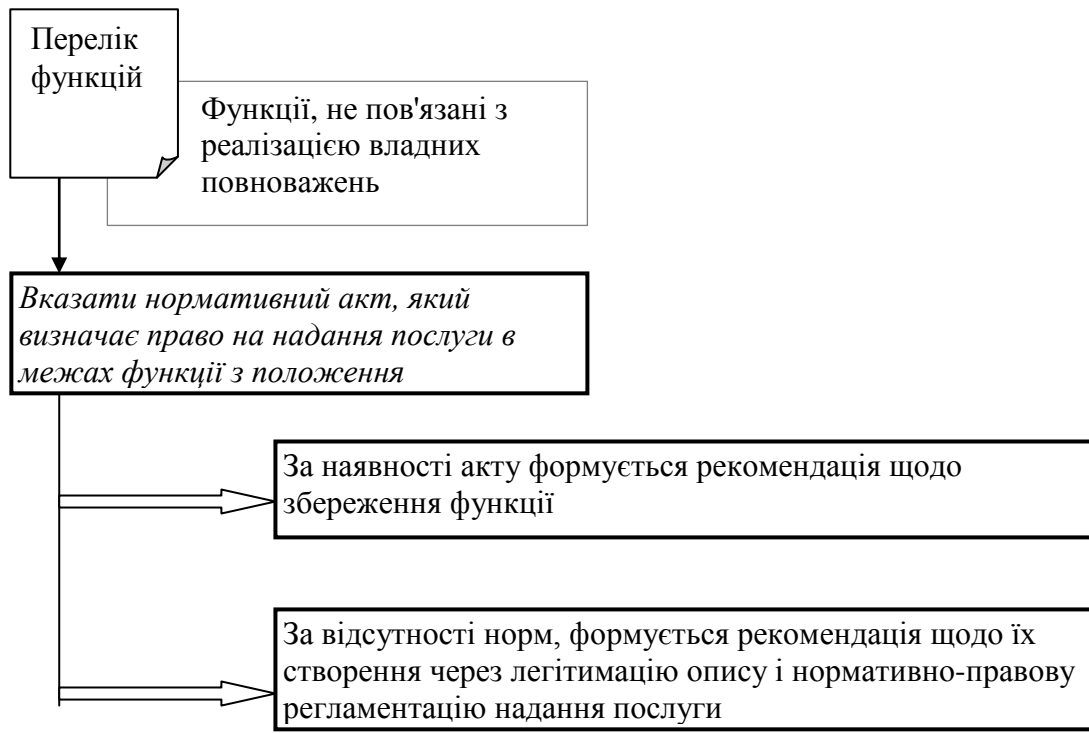 Перелік
функцій
Функції, не пов'язані з
реалізацією владних
повноважень
Вказати нормативний акт, який
визначає право на надання послуги в
межах функції з положення
За наявності акту формується рекомендація щодо
збереження функції
За відсутності норм, формується рекомендація щодо їх
створення через легітимацію опису і нормативно-правову
регламентацію надання послуги